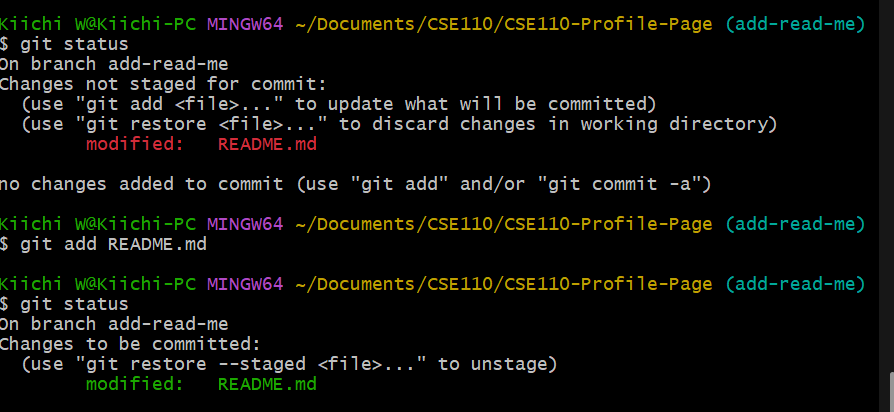 Kiichi W@Kiichi-PC MINGW64 ~/Documents/CSE110/CSE110-Profile-Page (add-read-me)
$ git status
On branch add-read-me
Changes not staged for commit:
  (use "git add <file>..." to update what will be committed)
  (use "git restore <file>..." to discard changes in working directory)
        modified:   README.md

no changes added to commit (use "git add" and/or "git commit -a")

Kiichi W@Kiichi-PC MINGW64 ~/Documents/CSE110/CSE110-Profile-Page (add-read-me)
$ git add README.md

Kiichi W@Kiichi-PC MINGW64 ~/Documents/CSE110/CSE110-Profile-Page (add-read-me)
$ git status
On branch add-read-me
Changes to be committed:
  (use "git restore --staged <file>..." to unstage)
        modified:   README.md